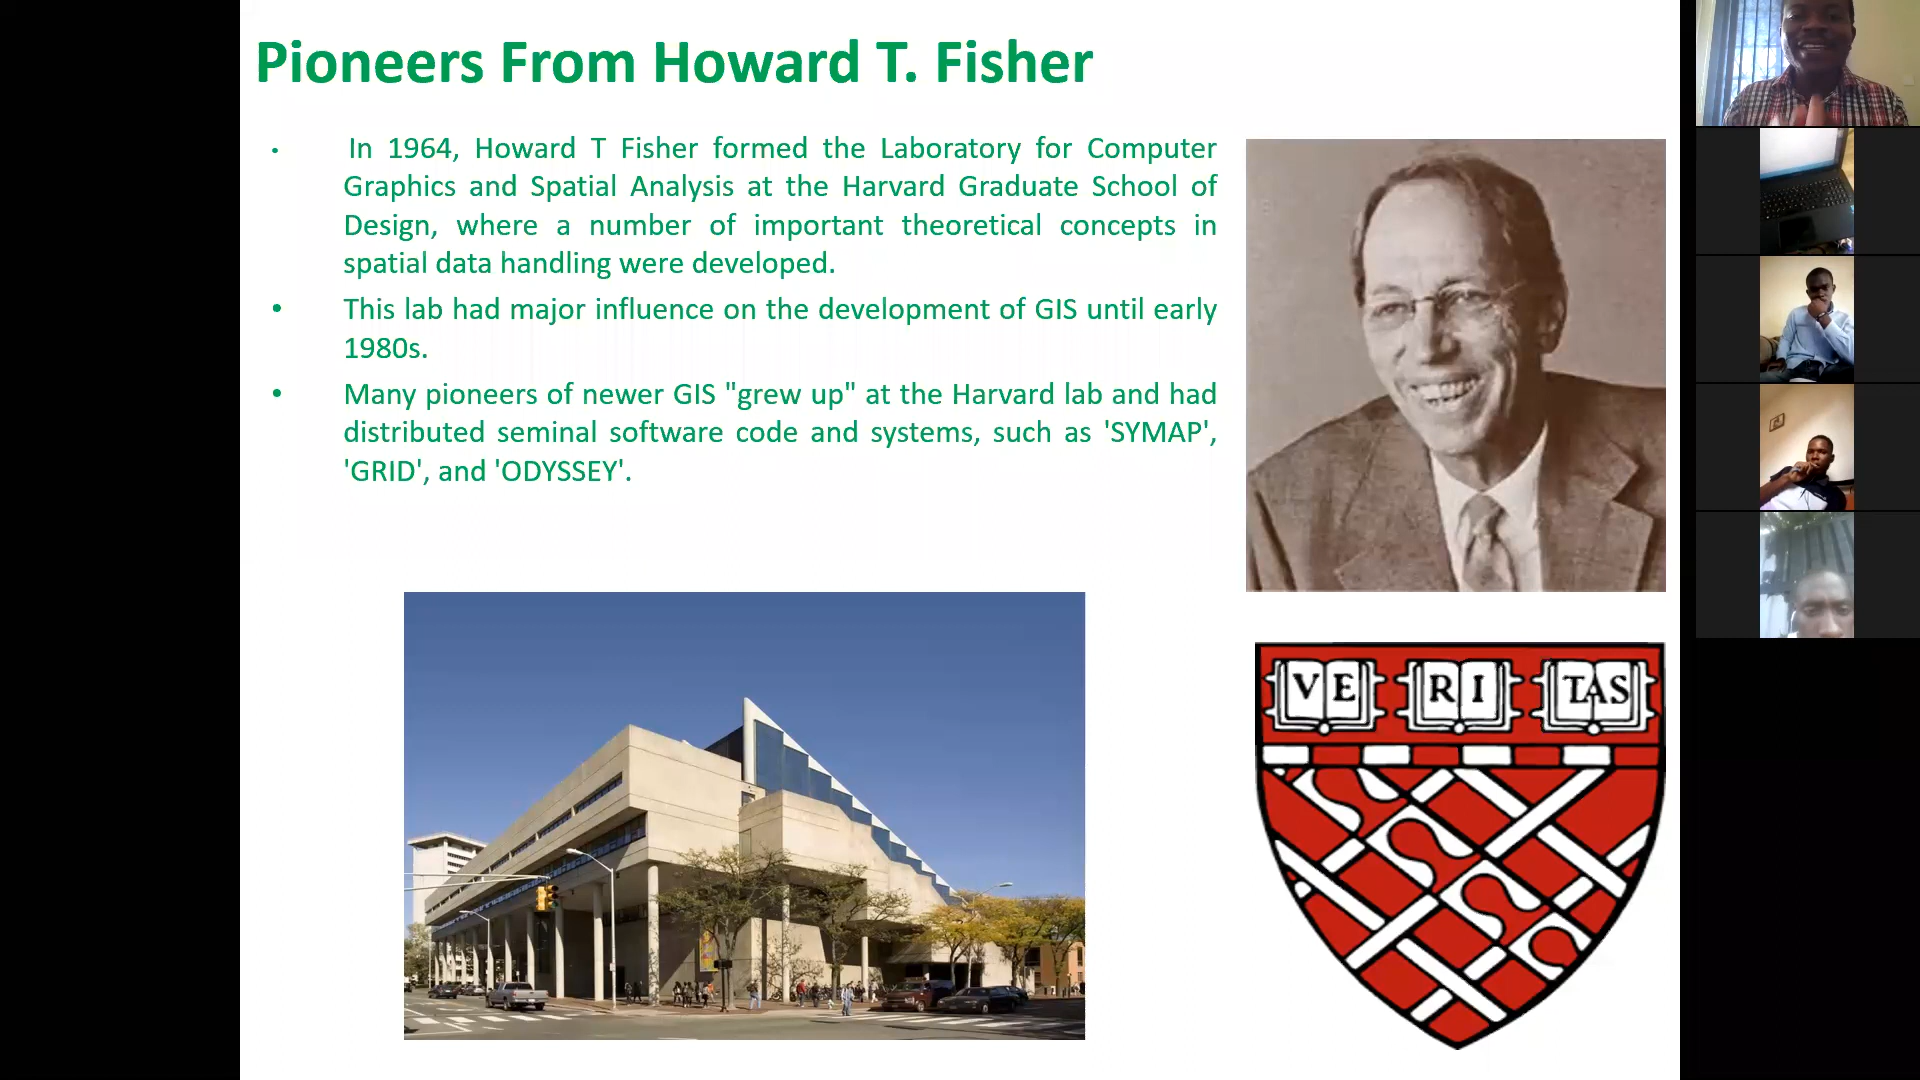 Pioneers From Howard T. Fisher
• In 1964, Howard T Fisher formed the Laboratory for Computer
Graphics and Spatial Analysis at the Harvard Graduate School of
Design, where a number of important theoretical concepts in
spatial data handling were developed.
• This lab had major influence on the development of GIS until early
1980s.
• Many pioneers of newer GIS "grew up" at the Harvard lab and had
distributed seminal software code and systems, such as 'SYMAP',
'GRID', and 'ODYSSEY'.
VE RI TAS